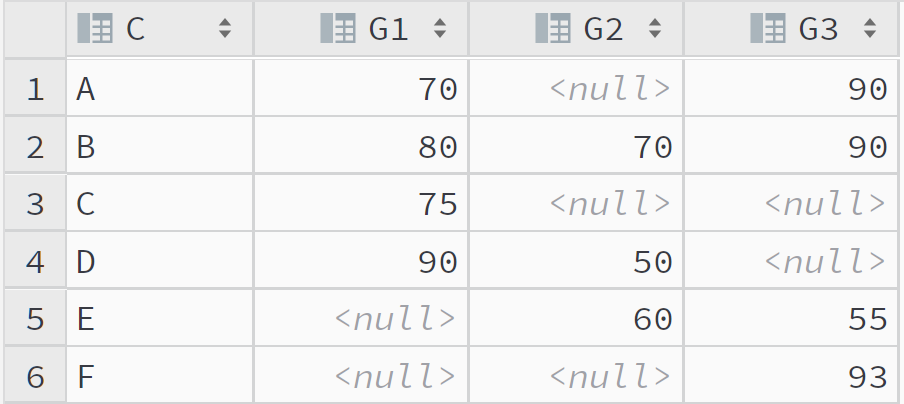 C G1 G2 G3
1 A 70 <null> 90
2 B 80 70 90
3 C 75 <null> <null>
4 D 90 50 <null>
5 E <null> 60 55
6 F <null> <null> 93